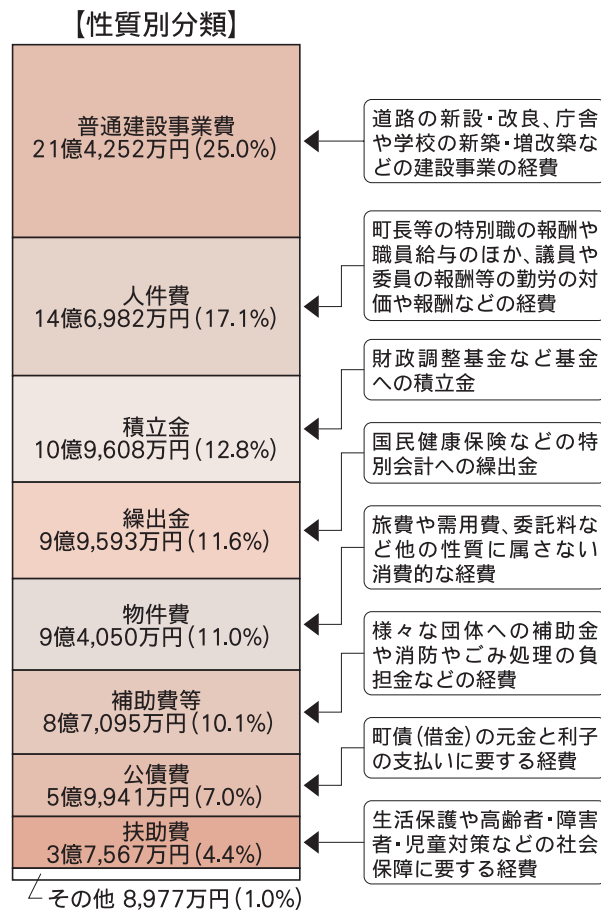 【性質別分類】
普通建設事業費
21億4,252万円(25.0%)
道路の新設・改良、庁舎
や学校の新築・増改築な
どの建設事業の経費
人件費
14億6,982万円(17.1%)
町長等の特別職の報酬や
職員給与のほか、議員や
委員の報酬等の勤労の対
価や報酬などの経費
積立金
10億9,608万円(12.8%)
財政調整基金など基金
への積立金
繰出金
9億9,593万円(11.6%)
国民健康保険などの特
別会計への繰出金
物件費
9億4,050万円(11.0%)
旅費や需用費、委託料な
ど他の性質に属さない
消費的な経費
補助費等
8億7,095万円(10.1%)
様々な団体への補助金
や消防やごみ処理の負
担金などの経費
公債費
5億9,941万円(7.0%)
町債(借金)の元金と利子
の支払いに要する経費
扶助費
3億7,567万円(4.4%)
生活保護や高齢者・障害
者・児童対策などの社会
保障に要する経費
その他 8,977万円(1.0%)